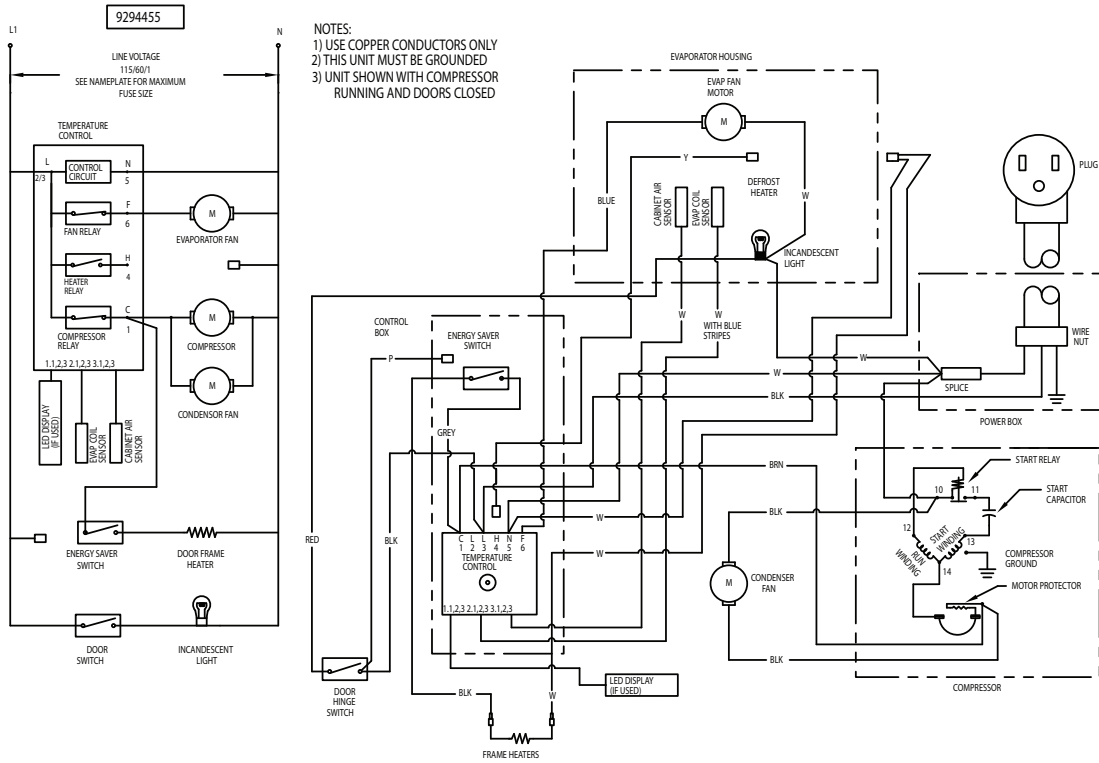 9294455
L1
N
LINE VOLTAGE
115/60/1
SEE NAMEPLATE FOR MAXIMUM
FUSE SIZE
NOTES:
1) USE COPPER CONDUCTORS ONLY
2) THIS UNIT MUST BE GROUNDED
3) UNIT SHOWN WITH COMPRESSOR
RUNNING AND DOORS CLOSED
TEMPERATURE
CONTROL
L
2/3
CONTROL
CIRCUIT
N
5
FAN RELAY
F
6
M
EVAPORATOR FAN
HEATER
RELAY
H
4
COMPRESSOR
RELAY
C
1
M
COMPRESSOR
M
CONDENSOR FAN
1.1,2,3 2.1,2,3 3.1,2,3
LED DISPLAY
(IF USED)
EVAP COIL
SENSOR
CABINET AIR
SENSOR
ENERGY SAVER
SWITCH
DOOR FRAME
HEATER
DOOR
SWITCH
INCANDESCENT
LIGHT
EVAPORATOR HOUSING
EVAP FAN
MOTOR
M
BLUE
Y
DEFROST
HEATER
W
CABINET AIR
SENSOR
EVAP COIL
SENSOR
INCANDESCENT
LIGHT
W
W
WITH BLUE
STRIPES
PLUG
WIRE
NUT
SPLICE
POWER BOX
W
W
BLK
CONTROL
BOX
ENERGY SAVER
SWITCH
P
GREY
RED
BLK
BRN
W
W
C L L H N F
1 2 3 4 5 6
TEMPERATURE
CONTROL
1.1,2,3 2.1,2,3 3.1,2,3
DOOR
HINGE
SWITCH
BLK
W
LED DISPLAY
(IF USED)
FRAME HEATERS
BLK
M
CONDENSER
FAN
BLK
START RELAY
10
11
START
CAPACITOR
12
START
WINDING
13
RUN
WINDING
14
COMPRESSOR
GROUND
MOTOR PROTECTOR
COMPRESSOR